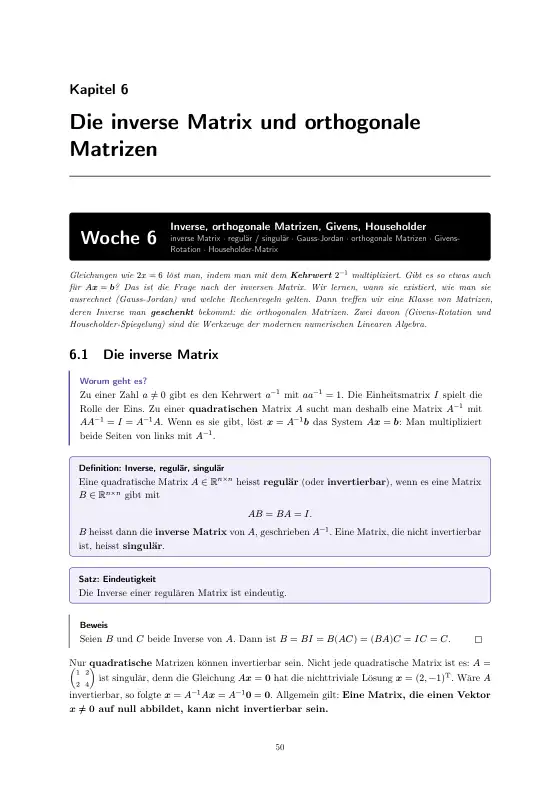 Kapitel 6
Die inverse Matrix und orthogonale
Matrizen
Woche 6
Inverse, orthogonale Matrizen, Givens, Householder
inverse Matrix · regulär / singulär · Gauss-Jordan · orthogonale Matrizen · Givens-
Rotation · Householder-Matrix
Gleichungen wie 2x = 6 löst man, indem man mit dem Kehrwert 2⁻¹ multipliziert. Gibt es so etwas auch
für Ax = b? Das ist die Frage nach der inversen Matrix. Wir lernen, wann sie existiert, wie man sie
ausrechnet (Gauss-Jordan) und welche Rechenregeln gelten. Dann treffen wir eine Klasse von Matrizen,
deren Inverse man geschenkt bekommt: die orthogonalen Matrizen. Zwei davon (Givens-Rotation und
Householder-Spiegelung) sind die Werkzeuge der modernen numerischen Linearen Algebra.
6.1 Die inverse Matrix
Worum geht es?
Zu einer Zahl a ≠ 0 gibt es den Kehrwert a⁻¹ mit aa⁻¹ = 1. Die Einheitsmatrix I spielt die
Rolle der Eins. Zu einer quadratischen Matrix A sucht man deshalb eine Matrix A⁻¹ mit
AA⁻¹ = I = A⁻¹A. Wenn es sie gibt, löst x = A⁻¹b das System Ax = b: Man multipliziert
beide Seiten von links mit A⁻¹.
Definition: Inverse, regulär, singulär
Eine quadratische Matrix A ∈ ℝⁿˣⁿ heisst regulär (oder invertierbar), wenn es eine Matrix
B ∈ ℝⁿˣⁿ gibt mit
AB = BA = I.
B heisst dann die inverse Matrix von A, geschrieben A⁻¹. Eine Matrix, die nicht invertierbar
ist, heisst singulär.
Satz: Eindeutigkeit
Die Inverse einer regulären Matrix ist eindeutig.
Beweis
Seien B und C beide Inverse von A. Dann ist B = BI = B(AC) = (BA)C = IC = C. □
Nur quadratische Matrizen können invertierbar sein. Nicht jede quadratische Matrix ist es: A =
(1 2
2 4) ist singulär, denn die Gleichung Ax = 0 hat die nichttriviale Lösung x = (2, −1)ᵀ. Wäre A
invertierbar, so folgte x = A⁻¹Ax = A⁻¹0 = 0. Allgemein gilt: Eine Matrix, die einen Vektor
x ≠ 0 auf null abbildet, kann nicht invertierbar sein.
50